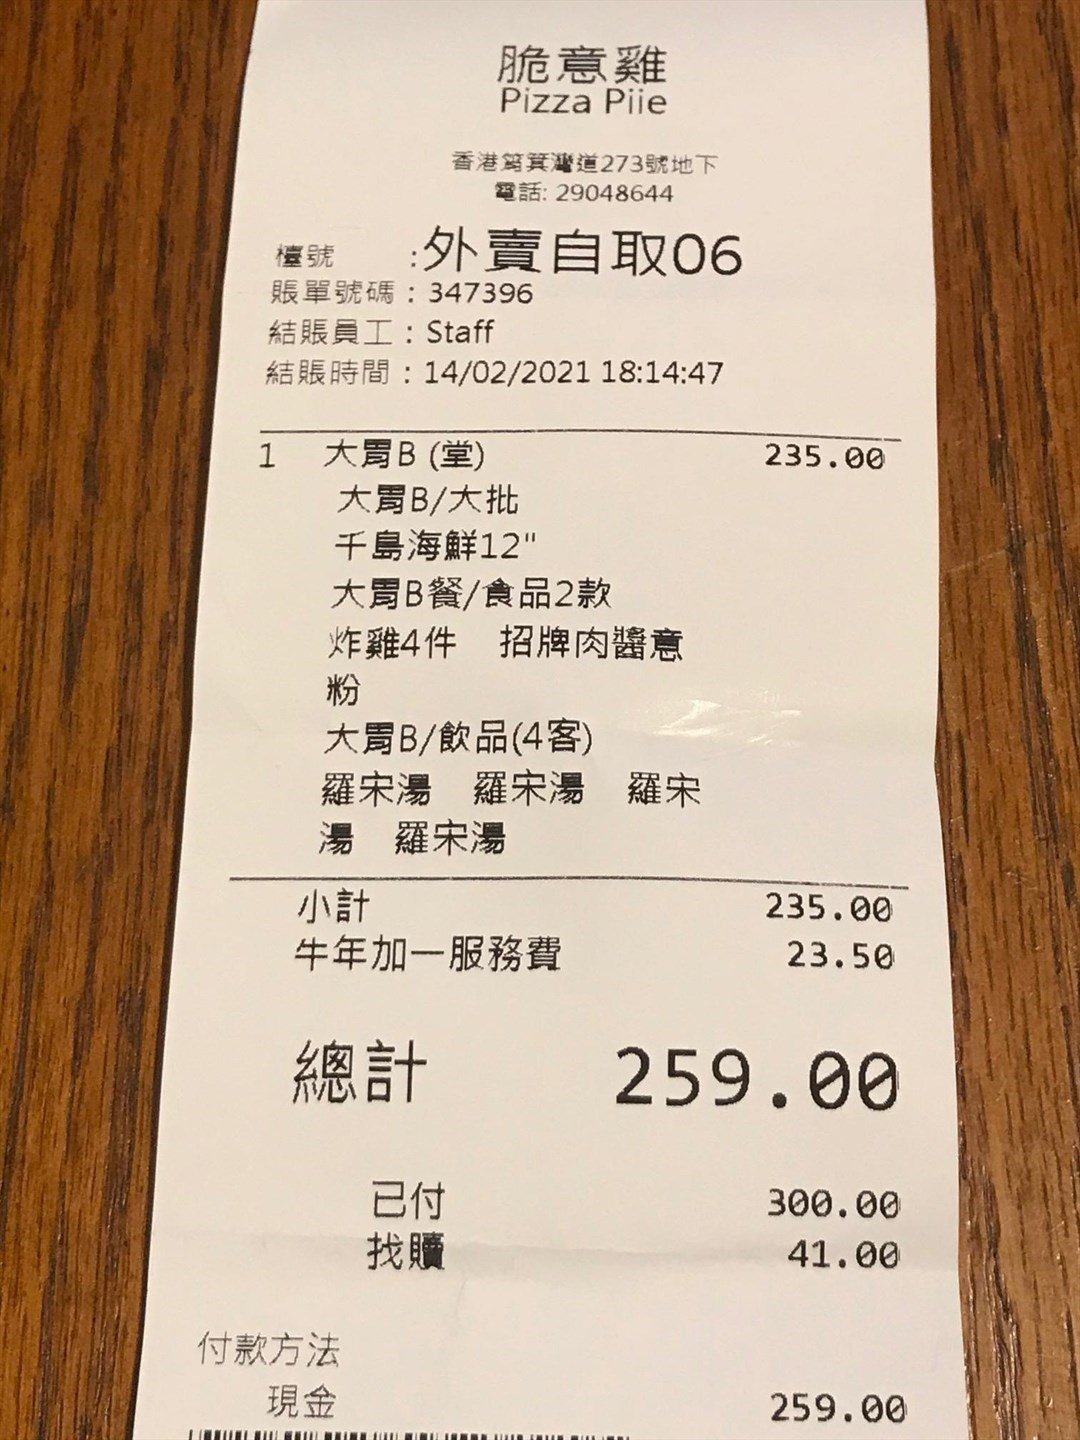 脆意雞
Pizza Piie
香港筲箕灣道273號地下
電話: 29048644
檯號 :外賣自取06
賬單號碼 : 347396
結賬員工 : Staff
結賬時間 : 14/02/2021 18:14:47
1 大胃B (堂) 235.00
大胃B/大批
千島海鮮12"
大胃B餐/食品2款
炸雞4件 招牌肉醬意
粉
大胃B/飲品(4客)
羅宋湯 羅宋湯 羅宋
湯 羅宋湯
小計 235.00
牛年加一服務費 23.50
總計 259.00
已付 300.00
找贖 41.00
付款方法
現金 259.00